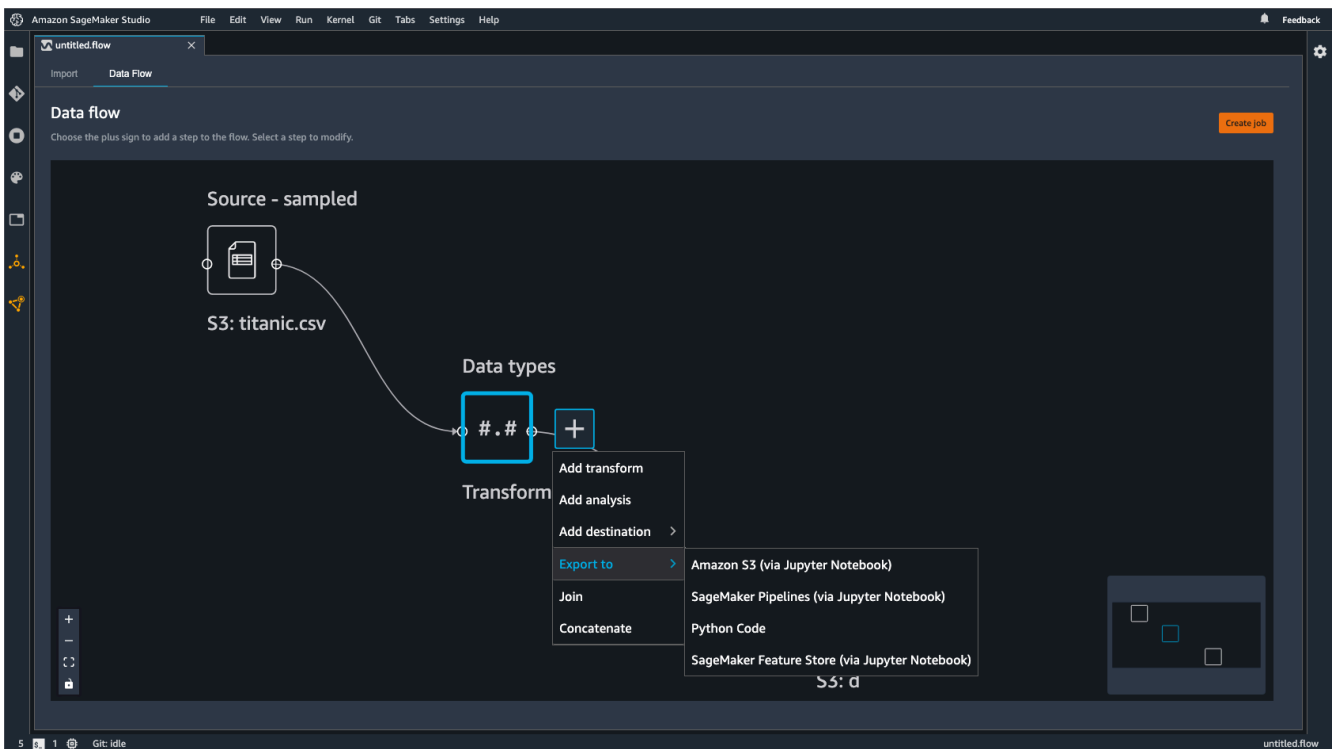 Amazon SageMaker Studio File Edit View Run Kernel Git Tabs Settings Help Feedback
untitled.flow
Import Data Flow
Data flow
Create job
Choose the plus sign to add a step to the flow. Select a step to modify.
Source - sampled
S3: titanic.csv
Data types
#.#
Transform
Add transform
Add analysis
Add destination
Export to
Join
Concatenate
Amazon S3 (via Jupyter Notebook)
SageMaker Pipelines (via Jupyter Notebook)
Python Code
SageMaker Feature Store (via Jupyter Notebook)
S3: d
5 $_ 1 Git: idle untitled.flow